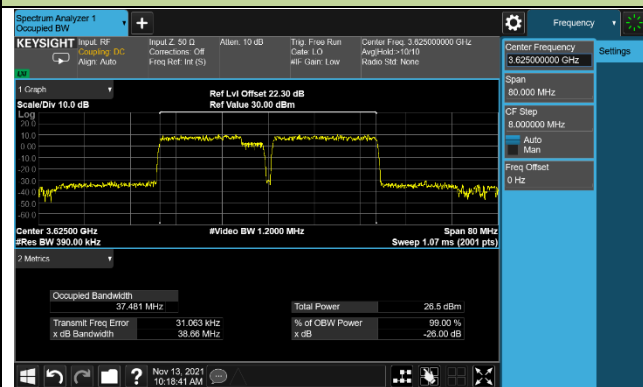 Spectrum Analyzer 1
Occupied BW
Frequency
KEYSIGHT
Input: RF
Coupling: DC
Align: Auto
Input Z: 50 Ω
Corrections: Off
Freq Ref: Int (S)
Atten: 10 dB
Trig: Free Run
Gate: LO
#IF Gain: Low
Center Freq: 3.625000000 GHz
Avg|Hold:>10/10
Radio Std: None
1 Graph
Scale/Div 10.0 dB
Ref Lvl Offset 22.30 dB
Ref Value 30.00 dBm
Log
20.0
10.0
0.00
-10.0
-20.0
-30.0
-40.0
-50.0
-60.0
Center 3.62500 GHz
#Res BW 390.00 kHz
#Video BW 1.2000 MHz
Span 80 MHz
Sweep 1.07 ms (2001 pts)
2 Metrics
Occupied Bandwidth
37.481 MHz
Total Power 26.5 dBm
Transmit Freq Error 31.063 kHz
% of OBW Power 99.00 %
x dB Bandwidth 38.66 MHz
x dB -26.00 dB
Center Frequency
3.625000000 GHz
Settings
Span
80.000 MHz
CF Step
8.000000 MHz
Auto
Man
Freq Offset
0 Hz
Nov 13, 2021
10:18:41 AM